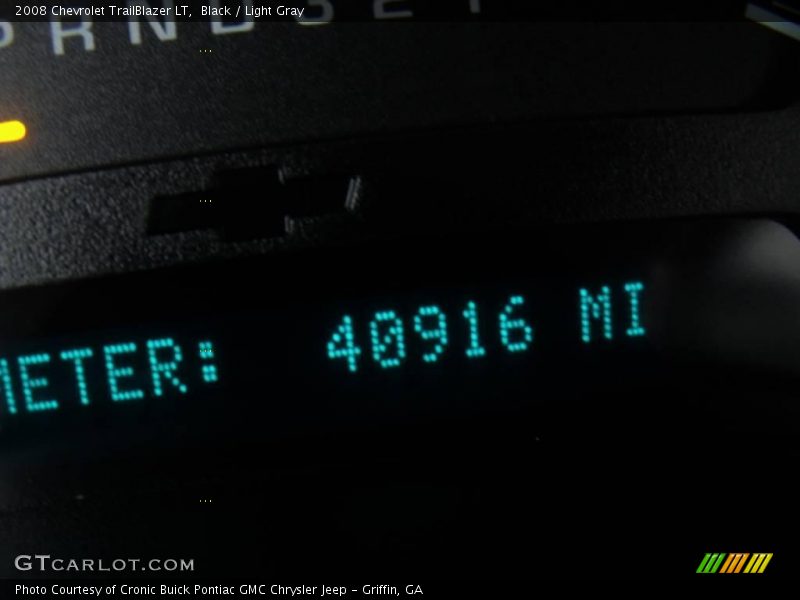 2008 Chevrolet TrailBlazer LT,  Black / Light Gray
R N D
METER: 40916 MI
GTCARLOT.COM
Photo Courtesy of Cronic Buick Pontiac GMC Chrysler Jeep - Griffin, GA